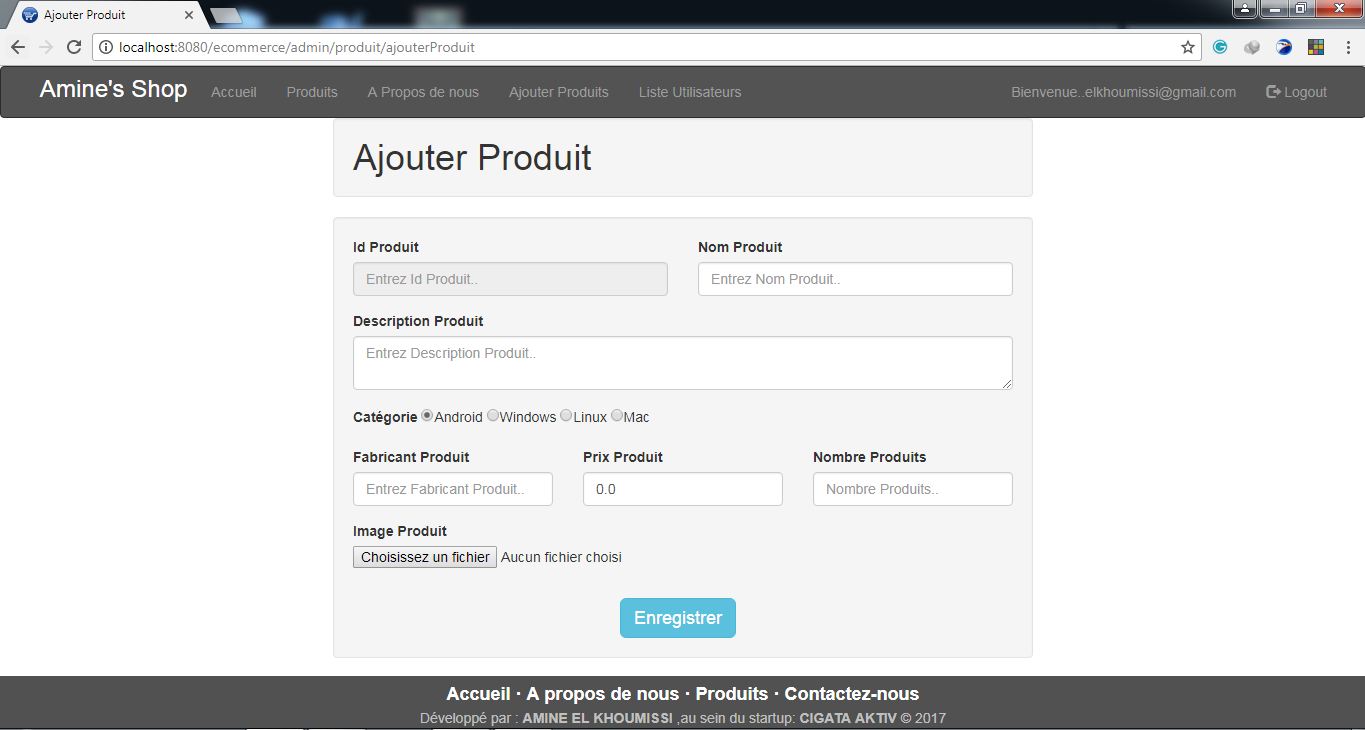 Ajouter Produit
localhost:8080/ecommerce/admin/produit/ajouterProduit
Amine's Shop Accueil Produits A Propos de nous Ajouter Produits Liste Utilisateurs Bienvenue..elkhoumissi@gmail.com Logout
Ajouter Produit
Id Produit Nom Produit
Entrez Id Produit.. Entrez Nom Produit..
Description Produit
Entrez Description Produit..
Catégorie Android Windows Linux Mac
Fabricant Produit Prix Produit Nombre Produits
Entrez Fabricant Produit.. 0.0 Nombre Produits..
Image Produit
Choisissez un fichier Aucun fichier choisi
Enregistrer
Accueil · A propos de nous · Produits · Contactez-nous
Développé par : AMINE EL KHOUMISSI ,au sein du startup: CIGATA AKTIV © 2017